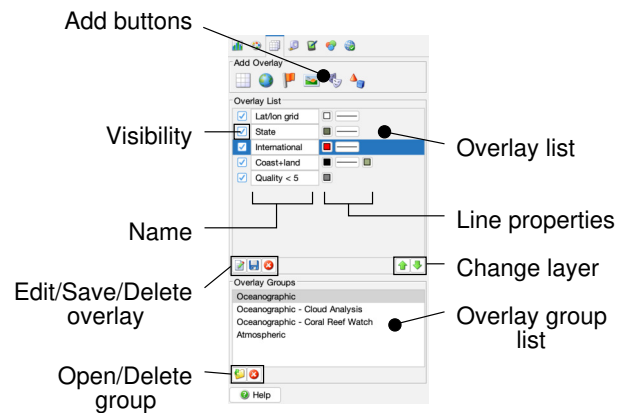 Add buttons
Add Overlay
Overlay List
Lat/lon grid
Visibility
State
Overlay list
International
Coast+land
Quality < 5
Name
Line properties
Change layer
Edit/Save/Delete
overlay
Overlay Groups
Oceanographic
Oceanographic - Cloud Analysis
Oceanographic - Coral Reef Watch
Atmospheric
Overlay group
list
Open/Delete
group
Help